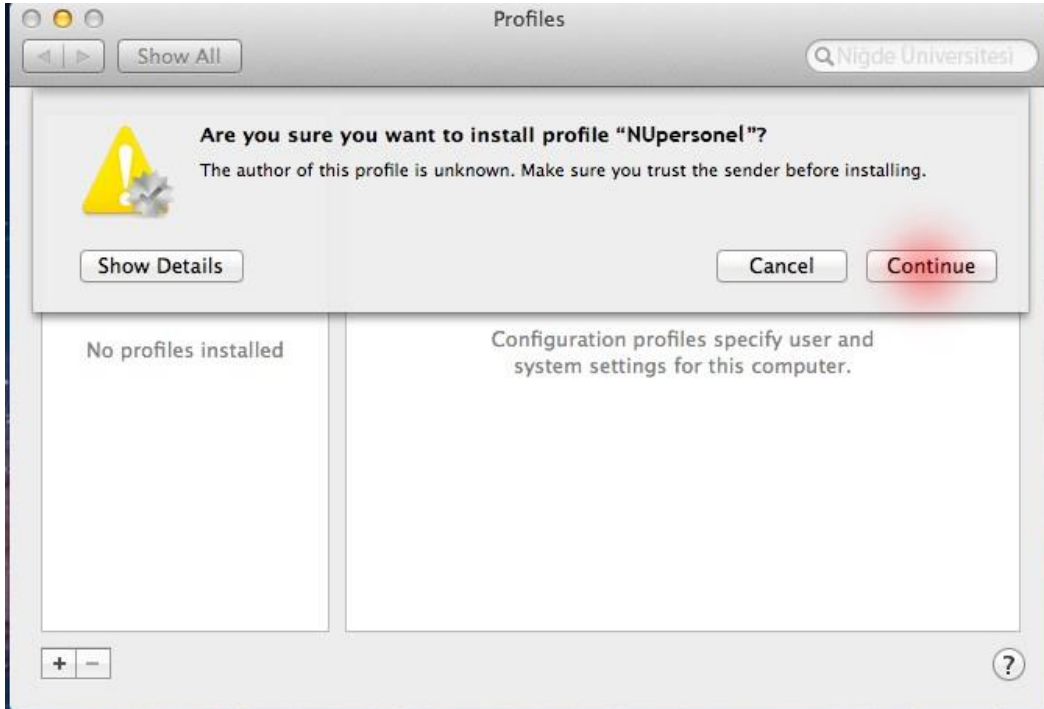 Profiles
Show All
Niğde Üniversitesi
Are you sure you want to install profile “NUpersonel”?
The author of this profile is unknown. Make sure you trust the sender before installing.
Show Details
Cancel
Continue
No profiles installed
Configuration profiles specify user and
system settings for this computer.
+ −
?